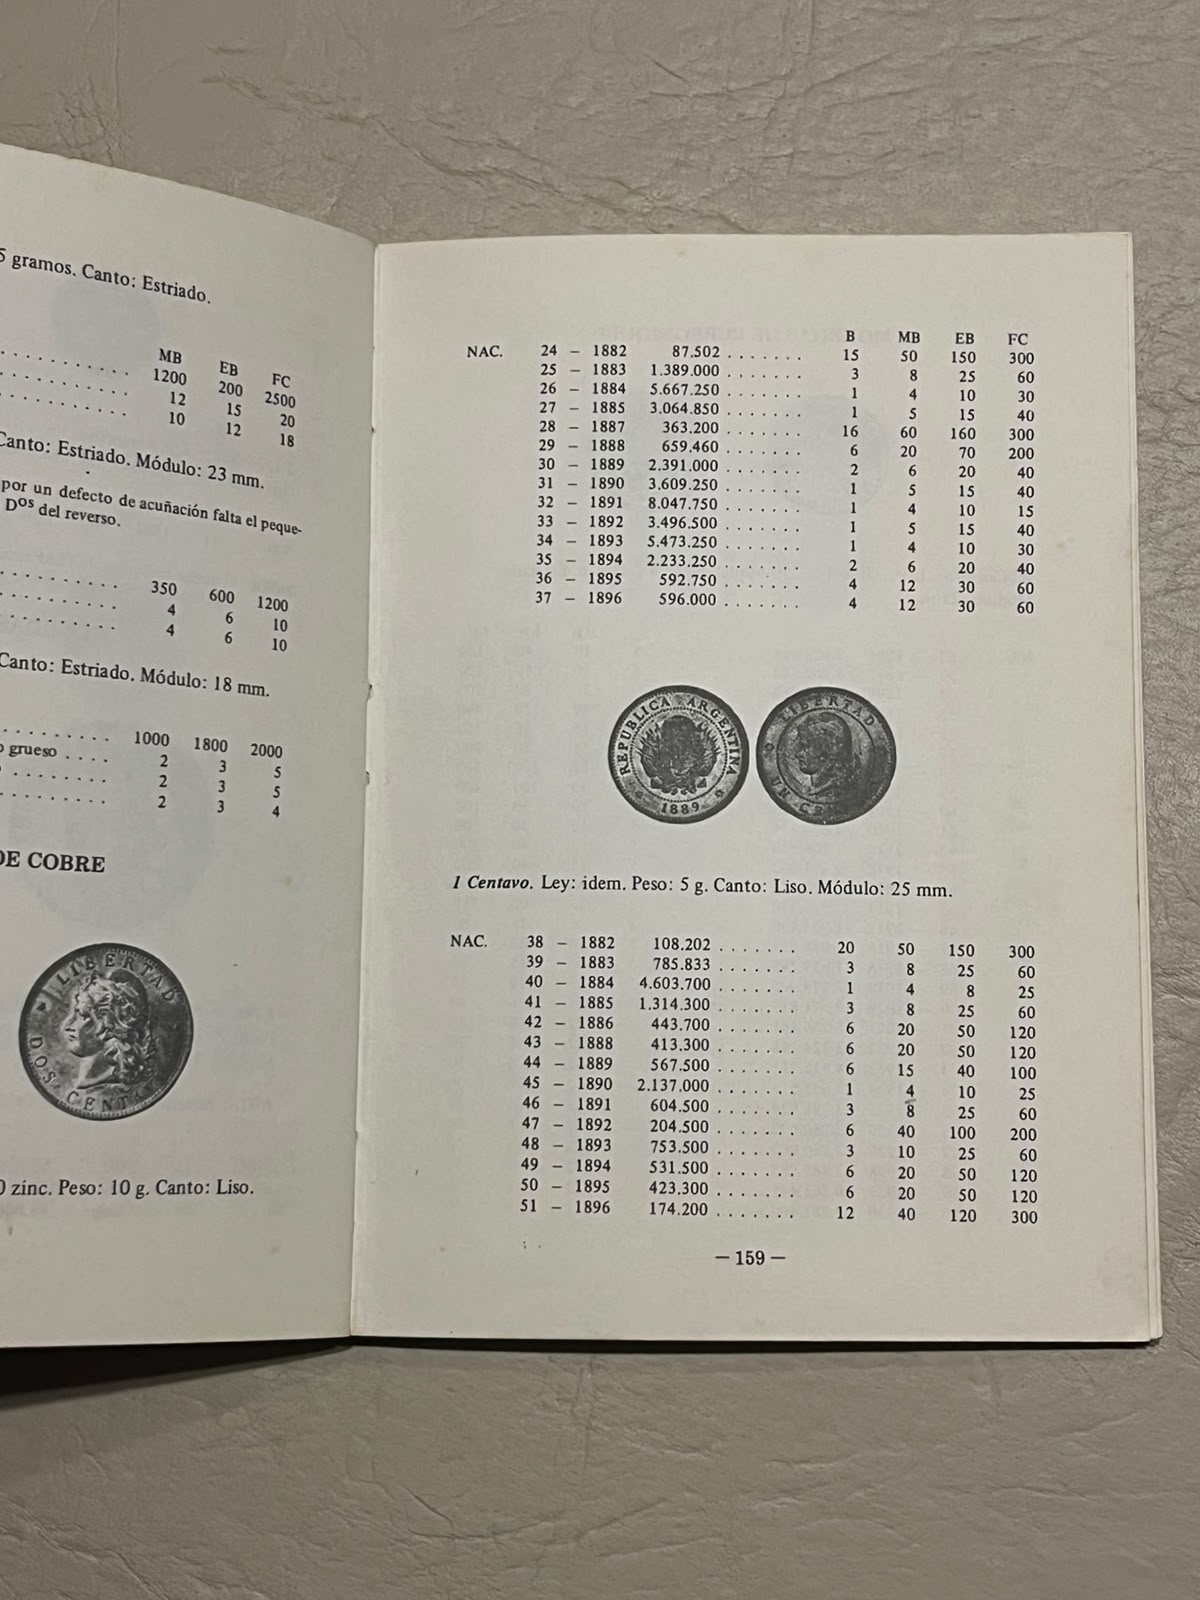 5 gramos. Canto: Estriado.
MB EB FC
. . . . . . . . . . 1200 200 2500
. . . . . . . . . . 12 15 20
. . . . . . . . . . 10 12 18
Canto: Estriado. Módulo: 23 mm.
por un defecto de acuñación falta el peque-
Dos del reverso.
. . . . . . . . . . 350 600 1200
. . . . . . . . . . 4 6 10
. . . . . . . . . . 4 6 10
Canto: Estriado. Módulo: 18 mm.
. . . . . . . . . . 1000 1800 2000
o grueso . . . . 2 3 5
. . . . . . . . 2 3 5
. . . . . . . . . . 2 3 4
DE COBRE
LIBERTAD
DOS CENTAV
0 zinc. Peso: 10 g. Canto: Liso.
B MB EB FC
NAC. 24 – 1882 87.502 . . . . . . . 15 50 150 300
25 – 1883 1.389.000 . . . . . . . 3 8 25 60
26 – 1884 5.667.250 . . . . . . . 1 4 10 30
27 – 1885 3.064.850 . . . . . . . 1 5 15 40
28 – 1887 363.200 . . . . . . . 16 60 160 300
29 – 1888 659.460 . . . . . . . 6 20 70 200
30 – 1889 2.391.000 . . . . . . . 2 6 20 40
31 – 1890 3.609.250 . . . . . . . 1 5 15 40
32 – 1891 8.047.750 . . . . . . . 1 4 10 15
33 – 1892 3.496.500 . . . . . . . 1 5 15 40
34 – 1893 5.473.250 . . . . . . . 1 4 10 30
35 – 1894 2.233.250 . . . . . . . 2 6 20 40
36 – 1895 592.750 . . . . . . . 4 12 30 60
37 – 1896 596.000 . . . . . . . 4 12 30 60
REPUBLICA ARGENTINA
1889
LIBERTAD
UN CE
1 Centavo. Ley: idem. Peso: 5 g. Canto: Liso. Módulo: 25 mm.
NAC. 38 – 1882 108.202 . . . . . . . 20 50 150 300
39 – 1883 785.833 . . . . . . . 3 8 25 60
40 – 1884 4.603.700 . . . . . . . 1 4 8 25
41 – 1885 1.314.300 . . . . . . . 3 8 25 60
42 – 1886 443.700 . . . . . . . 6 20 50 120
43 – 1888 413.300 . . . . . . . 6 20 50 120
44 – 1889 567.500 . . . . . . . 6 15 40 100
45 – 1890 2.137.000 . . . . . . . 1 4 10 25
46 – 1891 604.500 . . . . . . . 3 8 25 60
47 – 1892 204.500 . . . . . . . 6 40 100 200
48 – 1893 753.500 . . . . . . . 3 10 25 60
49 – 1894 531.500 . . . . . . . 6 20 50 120
50 – 1895 423.300 . . . . . . . 6 20 50 120
51 – 1896 174.200 . . . . . . . 12 40 120 300
— 159 —